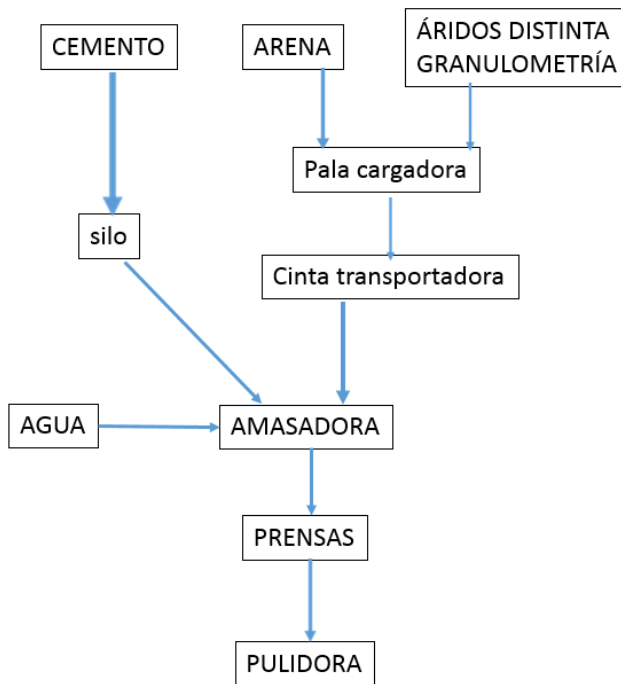 CEMENTO
ARENA
ÁRIDOS DISTINTA
GRANULOMETRÍA
Pala cargadora
silo
Cinta transportadora
AGUA
AMASADORA
PRENSAS
PULIDORA